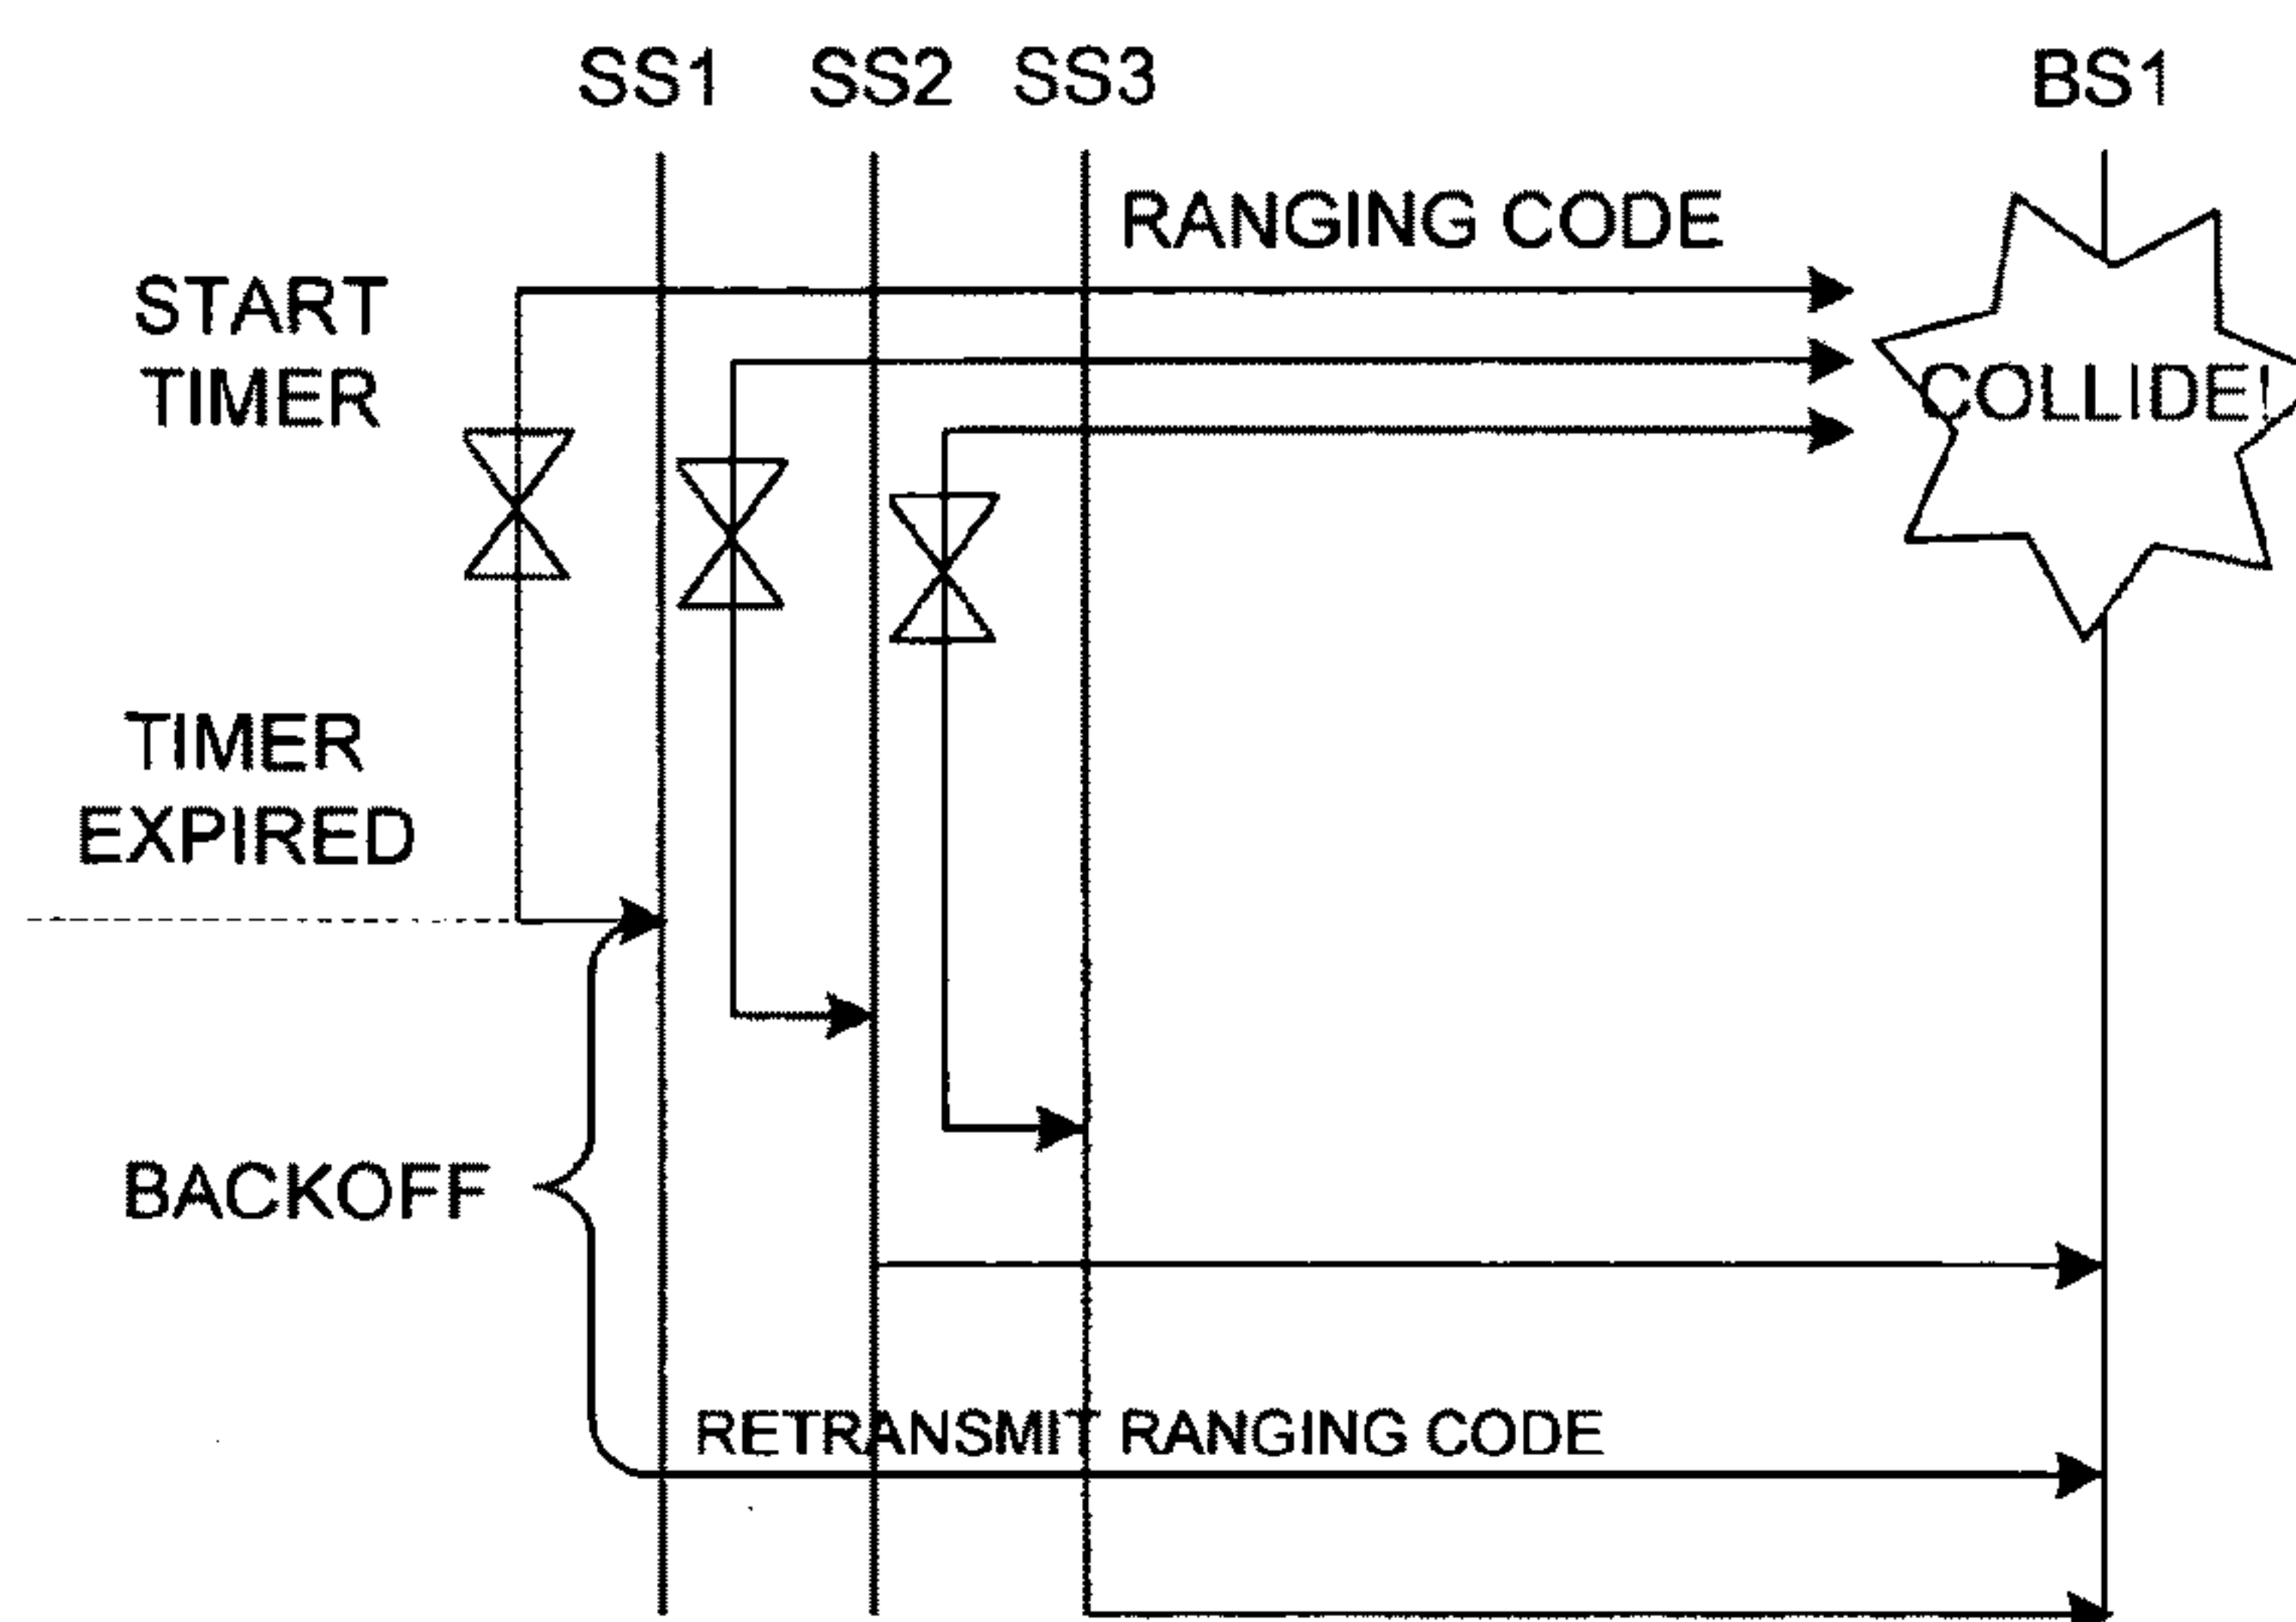 SS1 SS2 SS3 BS1
RANGING CODE
START
TIMER
COLLIDE!
TIMER
EXPIRED
BACKOFF
RETRANSMIT RANGING CODE